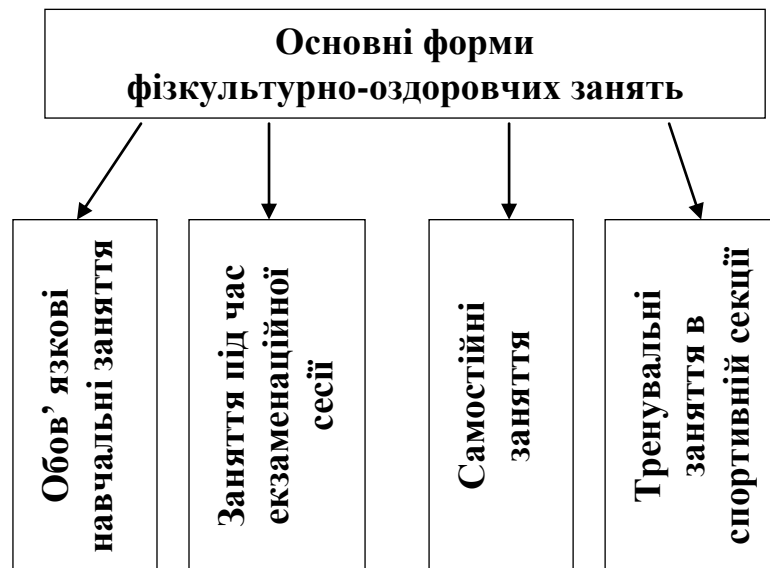 Основні форми
фізкультурно-оздоровчих занять
Обов’ язкові
навчальні заняття
Заняття під час
екзаменаційної
сесії
Самостійні
заняття
Тренувальні
заняття в
спортивній секції